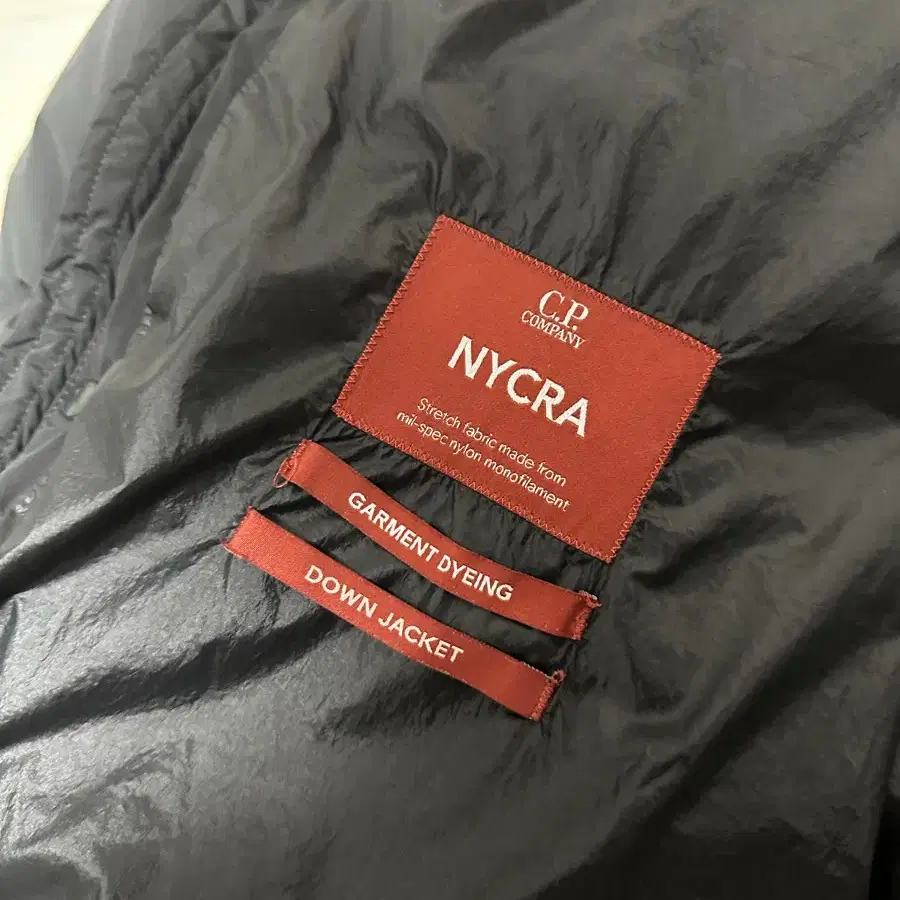 C.P.
COMPANY
NYCRA
Stretch fabric made from
mil-spec nylon monofilament
GARMENT DYEING
DOWN JACKET